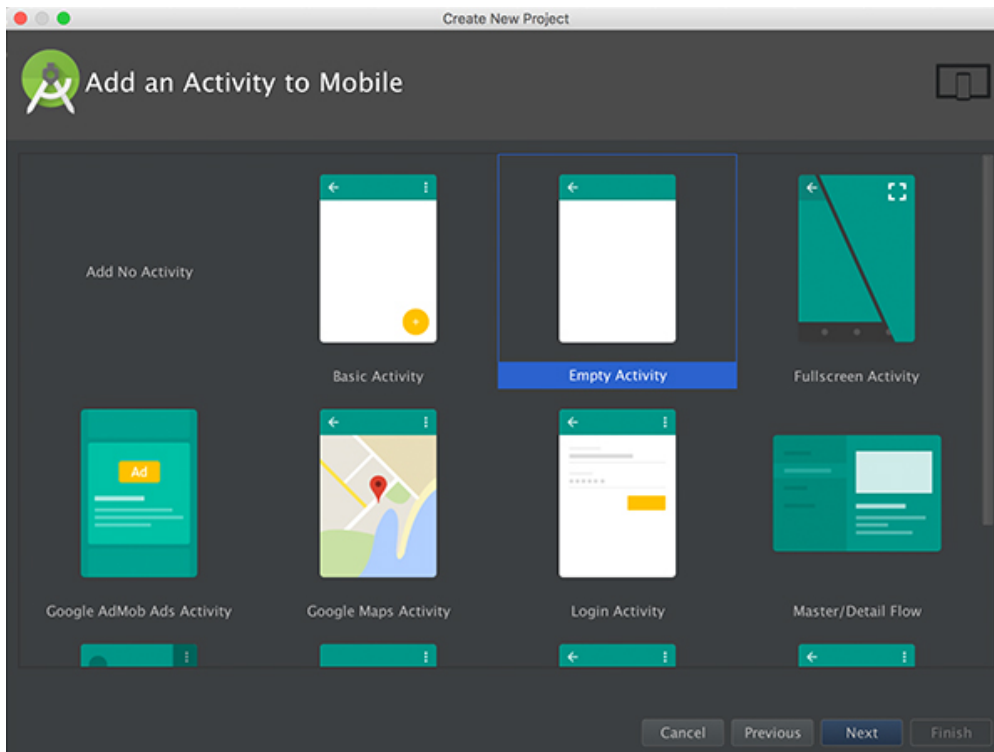 Create New Project
Add an Activity to Mobile
Add No Activity
Basic Activity
Empty Activity
Fullscreen Activity
Ad
Google AdMob Ads Activity
Google Maps Activity
Login Activity
Master/Detail Flow
Cancel
Previous
Next
Finish